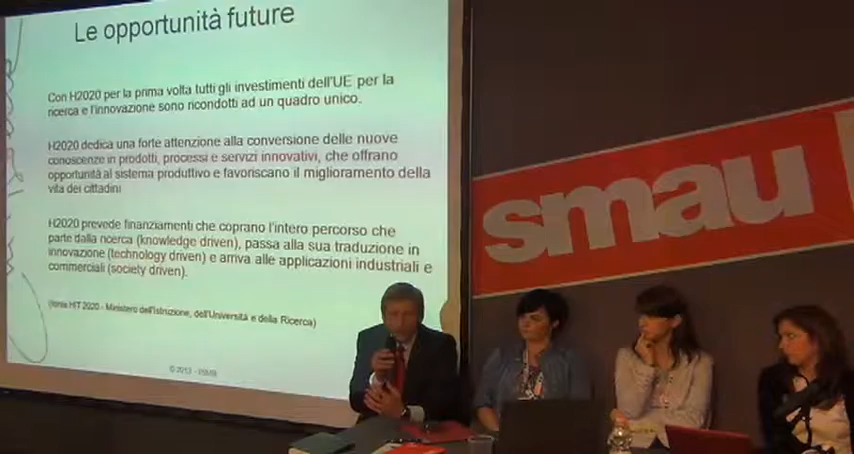 Le opportunità future
Con H2020 per la prima volta tutti gli investimenti dell'UE per la
ricerca e l'innovazione sono ricondotti ad un quadro unico.
H2020 dedica una forte attenzione alla conversione delle nuove
conoscenze in prodotti, processi e servizi innovativi, che offrano
opportunità al sistema produttivo e favoriscano il miglioramento della
vita dei cittadini
H2020 prevede finanziamenti che coprano l'intero percorso che
parte dalla ricerca (knowledge driven), passa alla sua traduzione in
innovazione (technology driven) e arriva alle applicazioni industriali e
commerciali (society driven).
HIT 2020 - Ministero dell'Istruzione, dell'Università e della Ricerca)
© 2013 -
smau